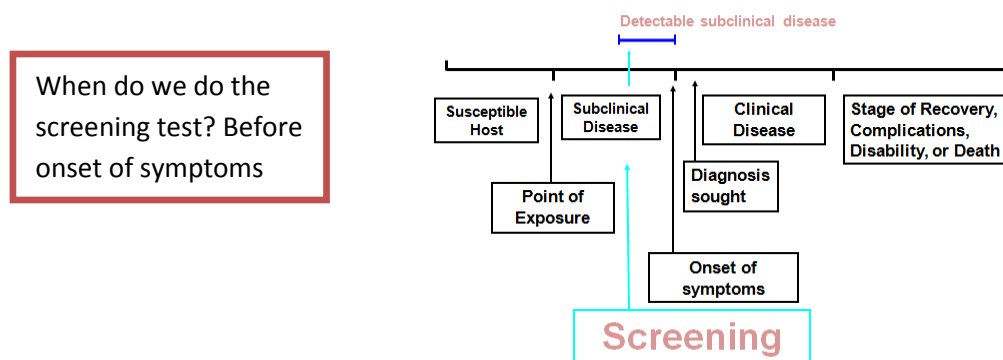 When do we do the
screening test? Before
onset of symptoms
Detectable subclinical disease
Susceptible
Host
Subclinical
Disease
Clinical
Disease
Stage of Recovery,
Complications,
Disability, or Death
Point of
Exposure
Diagnosis
sought
Onset of
symptoms
Screening